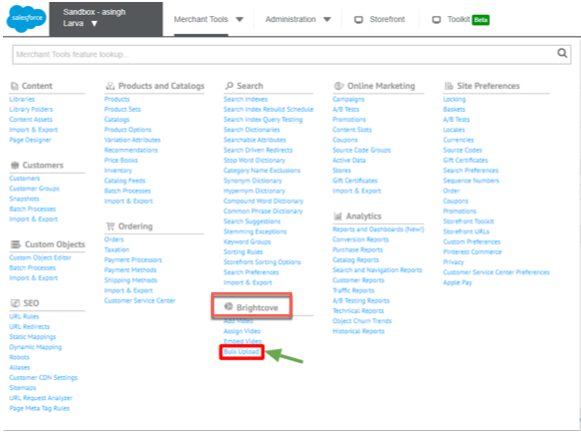 salesforce
Sandbox - asingh
Larva
Merchant Tools
Administration
Storefront
Toolkit Beta
Merchant Tools feature lookup...
Content
Libraries
Library Folders
Content Assets
Import & Export
Page Designer
Customers
Customers
Customer Groups
Snapshots
Batch Processes
Import & Export
Custom Objects
Custom Object Editor
Batch Processes
Import & Export
SEO
URL Rules
URL Redirects
Static Mappings
Dynamic Mapping
Robots
Aliases
Customer CDN Settings
Sitemaps
URL Request Analyzer
Page Meta Tag Rules
Products and Catalogs
Products
Product Sets
Catalogs
Product Options
Variation Attributes
Recommendations
Price Books
Inventory
Catalog Feeds
Batch Processes
Import & Export
Ordering
Orders
Taxation
Payment Processors
Payment Methods
Shipping Methods
Import & Export
Customer Service Center
Search
Search Indexes
Search Index Rebuild Schedule
Search Index Query Testing
Search Dictionaries
Searchable Attributes
Search Driven Redirects
Stop Word Dictionary
Category Name Exclusions
Synonym Dictionary
Hypernym Dictionary
Compound Word Dictionary
Common Phrase Dictionary
Search Suggestions
Stemming Exceptions
Keyword Groups
Sorting Rules
Storefront Sorting Options
Search Preferences
Import & Export
Brightcove
Add Video
Assign Video
Embed Video
Bulk Upload
Online Marketing
Campaigns
A/B Tests
Promotions
Content Slots
Coupons
Source Code Groups
Active Data
Stores
Gift Certificates
Import & Export
Analytics
Reports and Dashboards (New!)
Conversion Reports
Purchase Reports
Catalog Reports
Search and Navigation Reports
Customer Reports
Traffic Reports
A/B Testing Reports
Technical Reports
Object Churn Trends
Historical Reports
Site Preferences
Locking
Baskets
A/B Tests
Locales
Currencies
Source Codes
Gift Certificates
Search Preferences
Sequence Numbers
Order
Coupons
Promotions
Storefront Toolkit
Storefront URLs
Custom Preferences
Pinterest Commerce
Privacy
Customer Service Center Preferences
Apple Pay